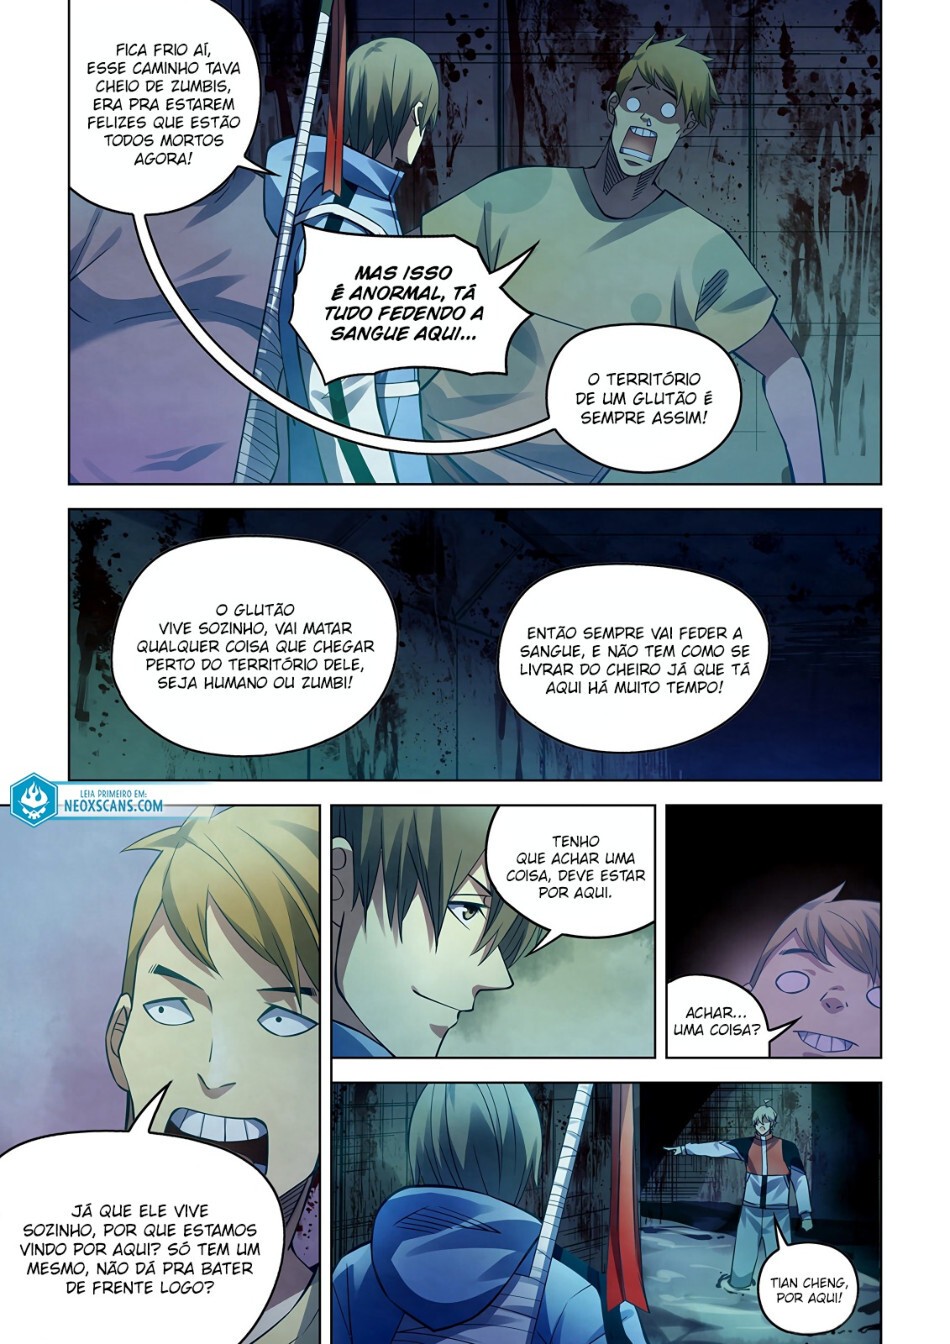 FICA FRIO AÍ,
ESSE CAMINHO TAVA
CHEIO DE ZUMBIS,
ERA PRA ESTAREM
FELIZES QUE ESTÃO
TODOS MORTOS
AGORA!
MAS ISSO
É ANORMAL, TÁ
TUDO FEDENDO A
SANGUE AQUI...
O TERRITÓRIO
DE UM GLUTÃO É
SEMPRE ASSIM!
O GLUTÃO
VIVE SOZINHO, VAI MATAR
QUALQUER COISA QUE CHEGAR
PERTO DO TERRITÓRIO DELE,
SEJA HUMANO OU ZUMBI!
ENTÃO SEMPRE VAI FEDER A
SANGUE, E NÃO TEM COMO SE
LIVRAR DO CHEIRO JÁ QUE TÁ
AQUI HÁ MUITO TEMPO!
LEIA PRIMEIRO EM:
NEOXSCANS.COM
TENHO
QUE ACHAR UMA
COISA, DEVE ESTAR
POR AQUI.
ACHAR...
UMA COISA?
JÁ QUE ELE VIVE
SOZINHO, POR QUE ESTAMOS
VINDO POR AQUI? SÓ TEM UM
MESMO, NÃO DÁ PRA BATER
DE FRENTE LOGO?
TIAN CHENG,
POR AQUI!